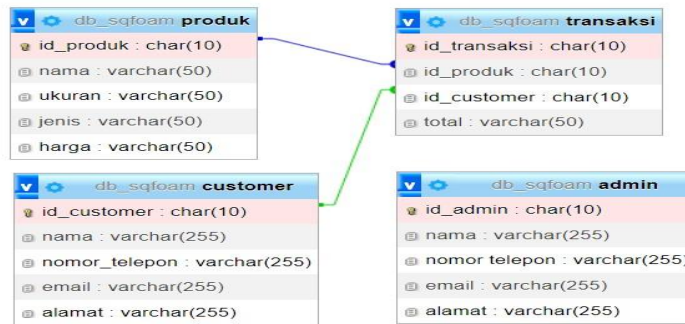 db_sqfoam produk
id_produk : char(10)
nama : varchar(50)
ukuran : varchar(50)
jenis : varchar(50)
harga : varchar(50)
db_sqfoam transaksi
id_transaksi : char(10)
id_produk : char(10)
id_customer : char(10)
total : varchar(50)
db_sqfoam customer
id_customer : char(10)
nama : varchar(255)
nomor_telepon : varchar(255)
email : varchar(255)
alamat : varchar(255)
db_sqfoam admin
id_admin : char(10)
nama : varchar(255)
nomor telepon : varchar(255)
email : varchar(255)
alamat : varchar(255)